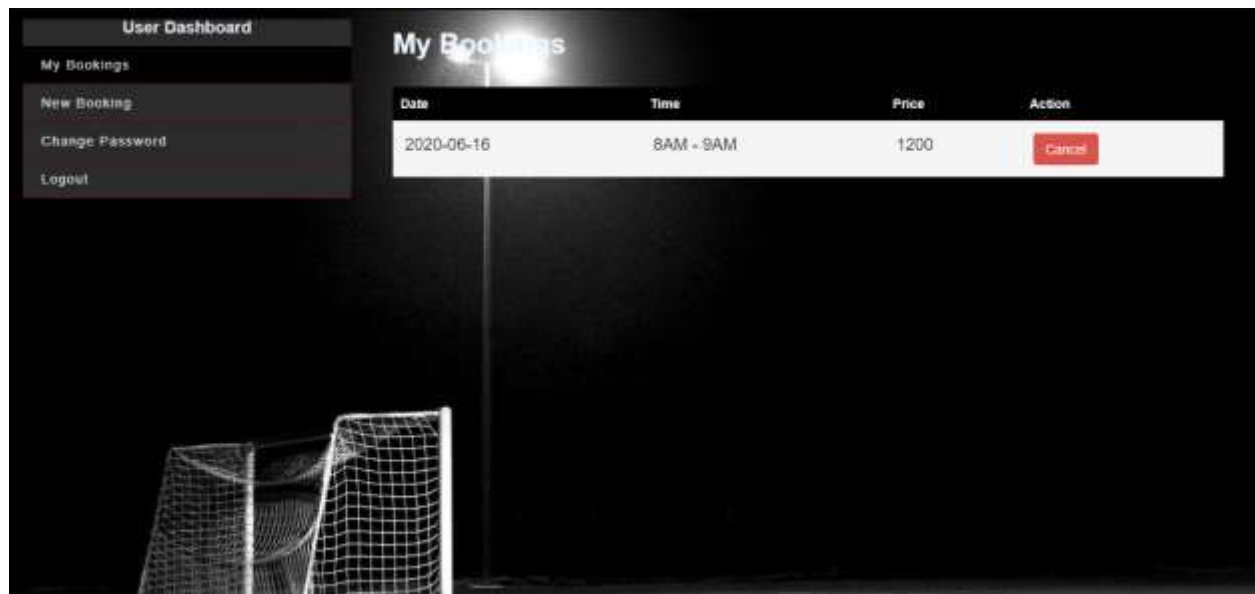 User Dashboard
My Bookings
New Booking
Change Password
Logout
My Bookings
Date Time Price Action
2020-06-16 8AM - 9AM 1200 Cancel